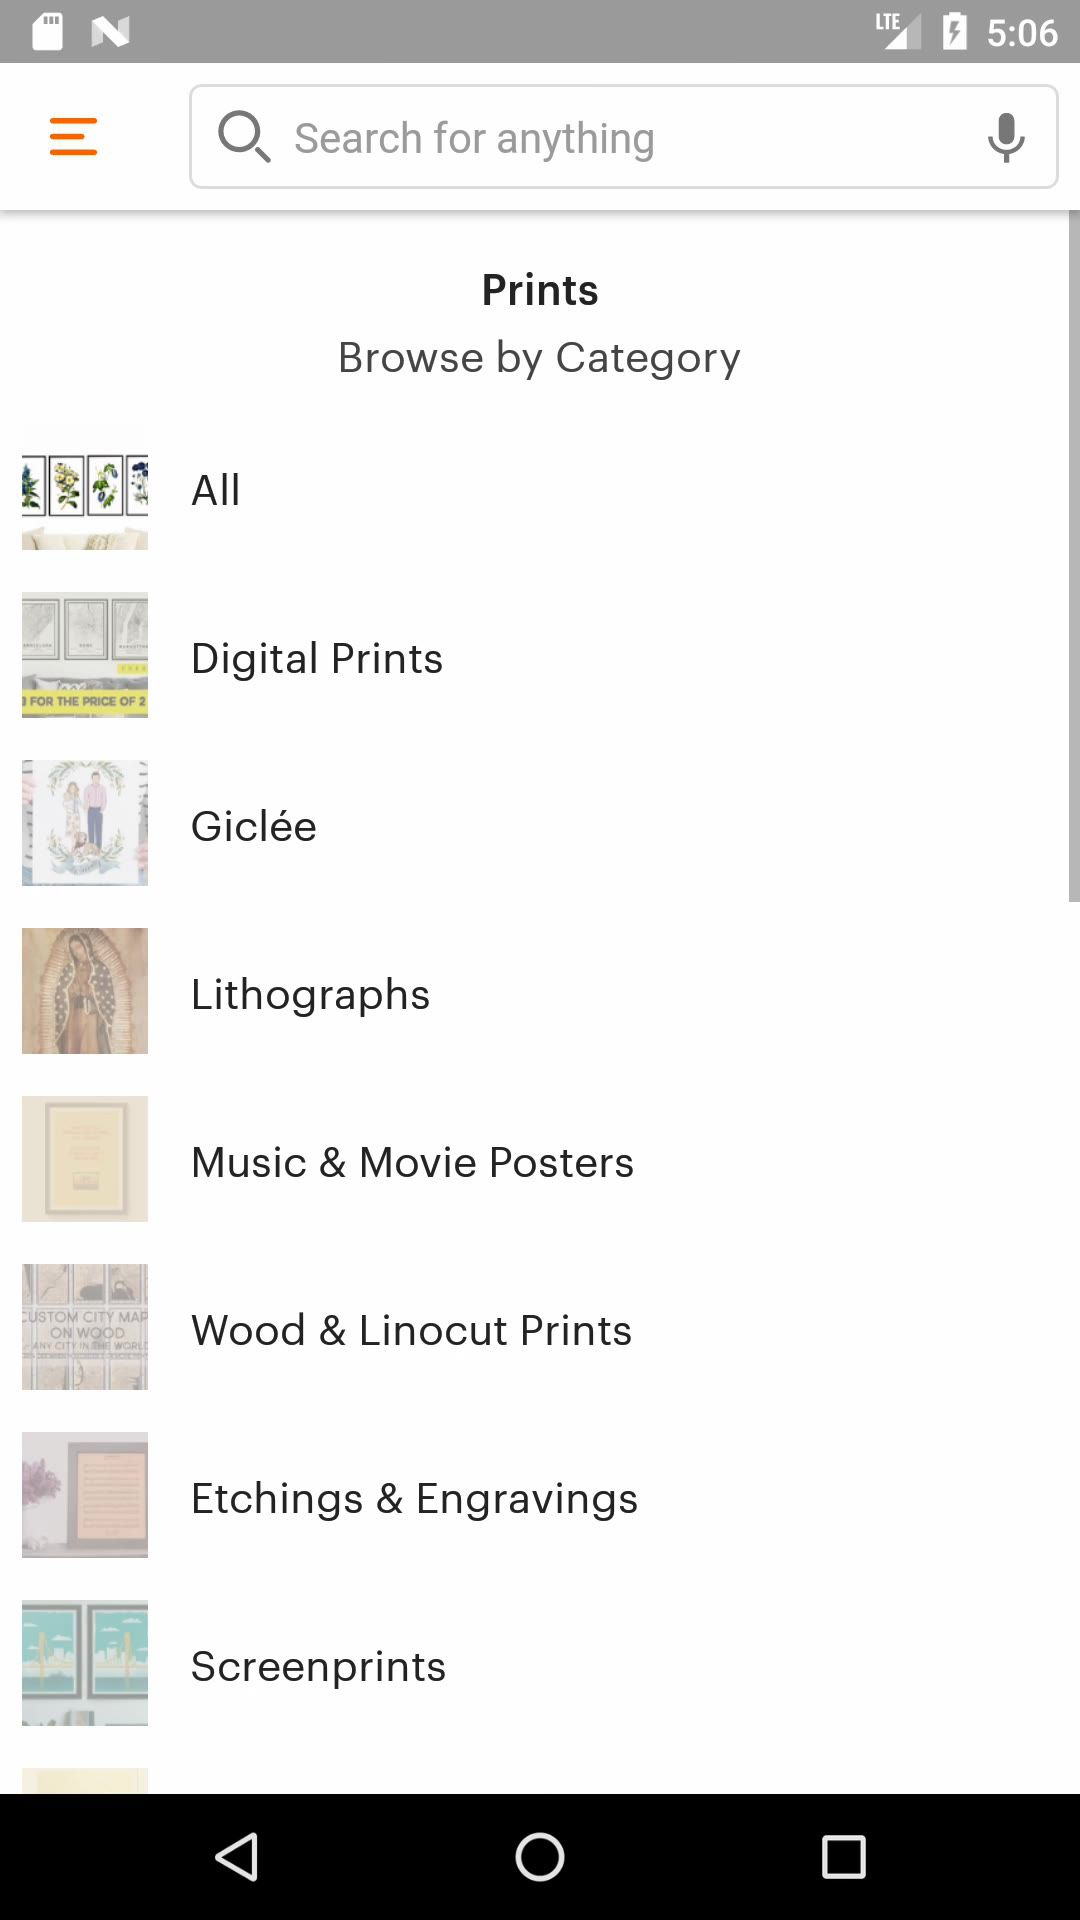 LTE 5:06
Search for anything
Prints
Browse by Category
All
Digital Prints
3 FOR THE PRICE OF 2
Giclée
Lithographs
Music & Movie Posters
CUSTOM CITY MAP
ON WOOD
ANY CITY IN THE WORLD
Wood & Linocut Prints
Etchings & Engravings
Screenprints